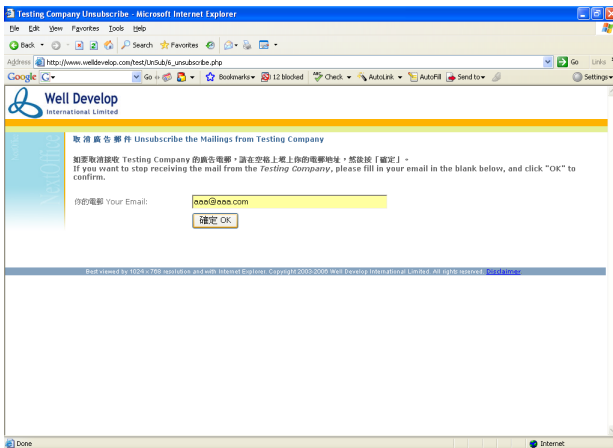 Testing Company Unsubscribe - Microsoft Internet Explorer
File Edit View Favorites Tools Help
Back Search Favorites
Address http://www.welldevelop.com/test/UnSub/6_unsubscribe.php Go Links
Google G Go Bookmarks 12 blocked Check AutoLink AutoFill Send to Settings
Well Develop
International Limited
NextOffice
取消廣告郵件 Unsubscribe the Mailings from Testing Company
如要取消接收 Testing Company 的廣告電郵，請在空格上填上你的電郵地址，然後按「確定」。
If you want to stop receiving the mail from the Testing Company, please fill in your email in the blank below, and click "OK" to
confirm.
你的電郵 Your Email: aaa@aaa.com
確定 OK
Best viewed by 1024 x 768 resolution and with Internet Explorer. Copyright 2003-2006 Well Develop International Limited. All rights reserved. Disclaimer
Done Internet